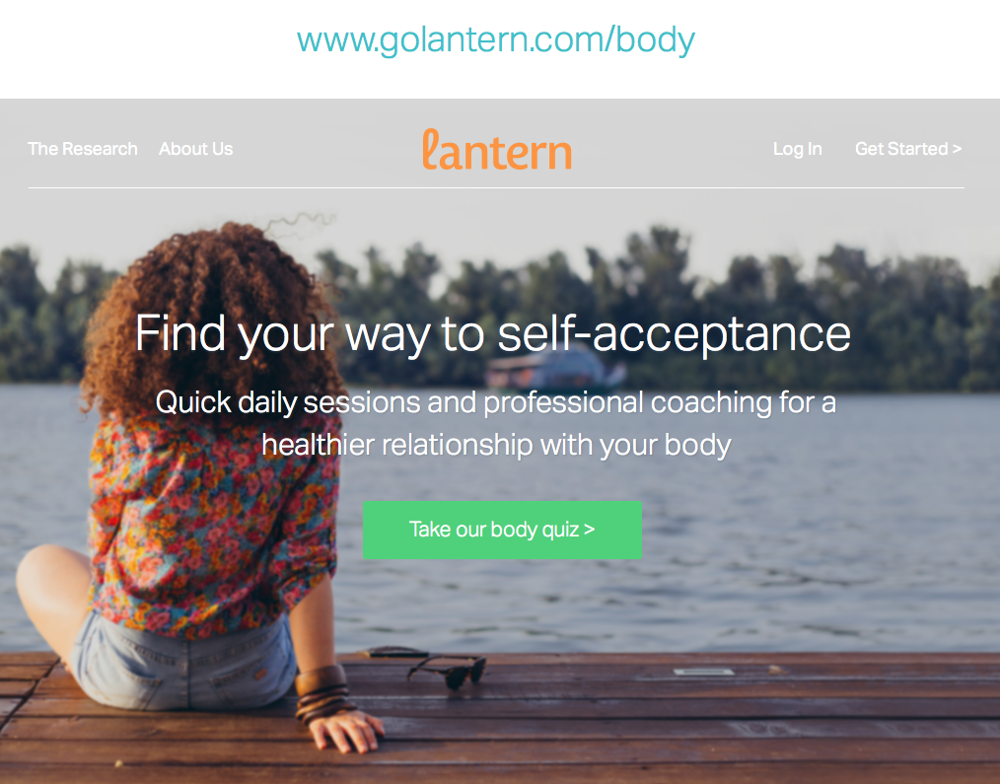 www.golantern.com/body
The Research About Us lantern Log In Get Started >
Find your way to self-acceptance
Quick daily sessions and professional coaching for a
healthier relationship with your body
Take our body quiz >